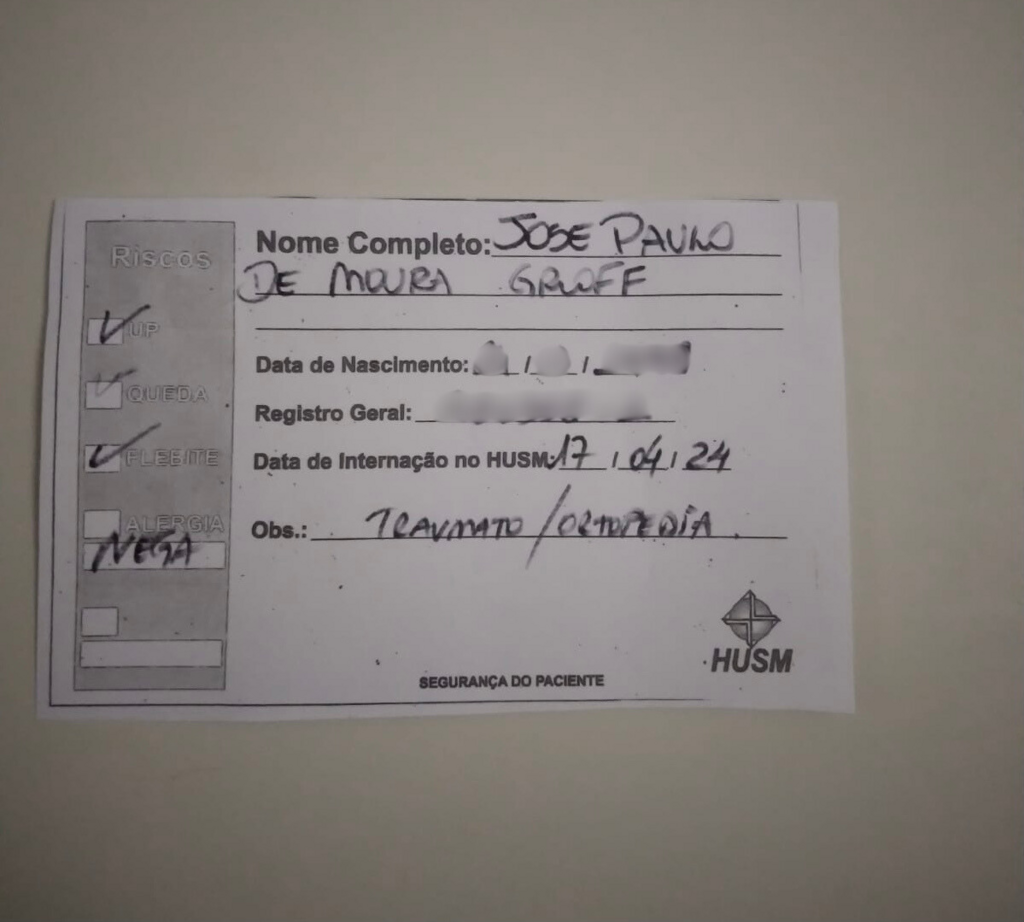 Riscos
UP
QUEDA
FLEBITE
ALERGIA
NEGA
Nome Completo: JOSE PAULO
DE MOURA GROFF
Data de Nascimento: / /
Registro Geral:
Data de Internação no HUSM: 17 / 04 / 24
Obs.: TRAUMATO / ORTOPEDIA
HUSM
SEGURANÇA DO PACIENTE